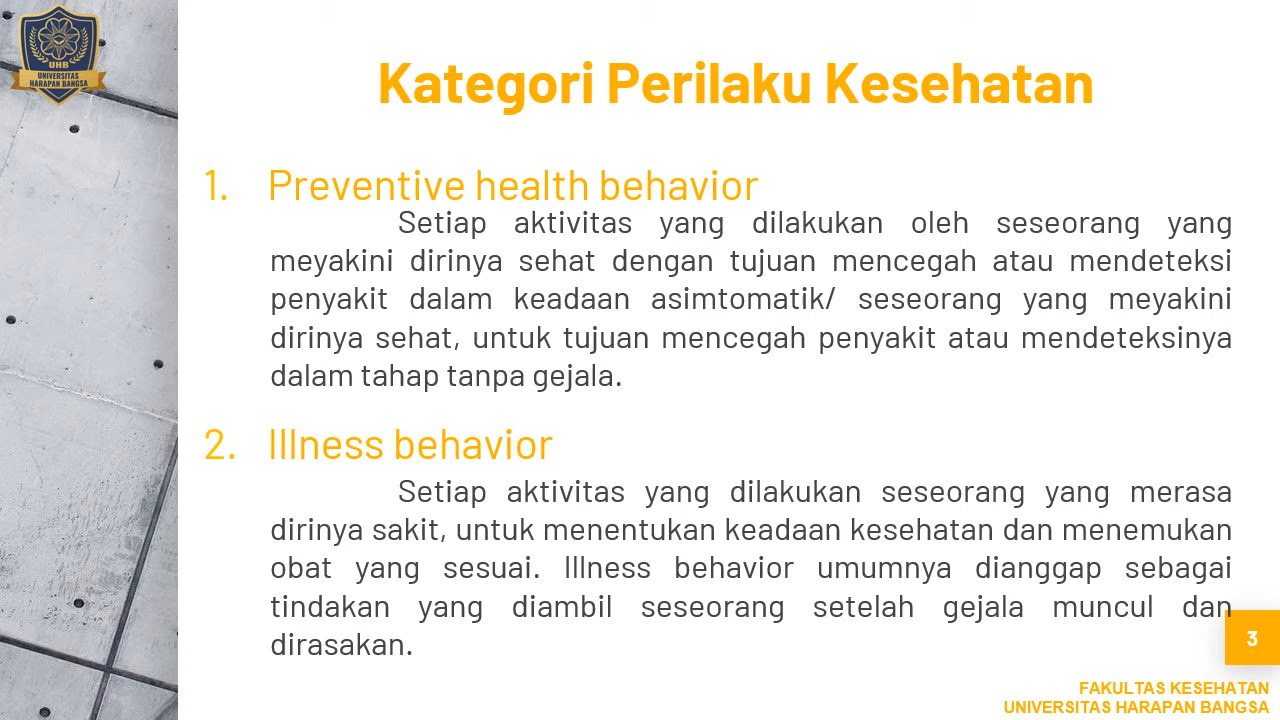 UHB
UNIVERSITAS
HARAPAN BANGSA
Kategori Perilaku Kesehatan
1. Preventive health behavior
Setiap aktivitas yang dilakukan oleh seseorang yang
meyakini dirinya sehat dengan tujuan mencegah atau mendeteksi
penyakit dalam keadaan asimtomatik/ seseorang yang meyakini
dirinya sehat, untuk tujuan mencegah penyakit atau mendeteksinya
dalam tahap tanpa gejala.
2. Illness behavior
Setiap aktivitas yang dilakukan seseorang yang merasa
dirinya sakit, untuk menentukan keadaan kesehatan dan menemukan
obat yang sesuai. Illness behavior umumnya dianggap sebagai
tindakan yang diambil seseorang setelah gejala muncul dan
dirasakan.
3
FAKULTAS KESEHATAN
UNIVERSITAS HARAPAN BANGSA